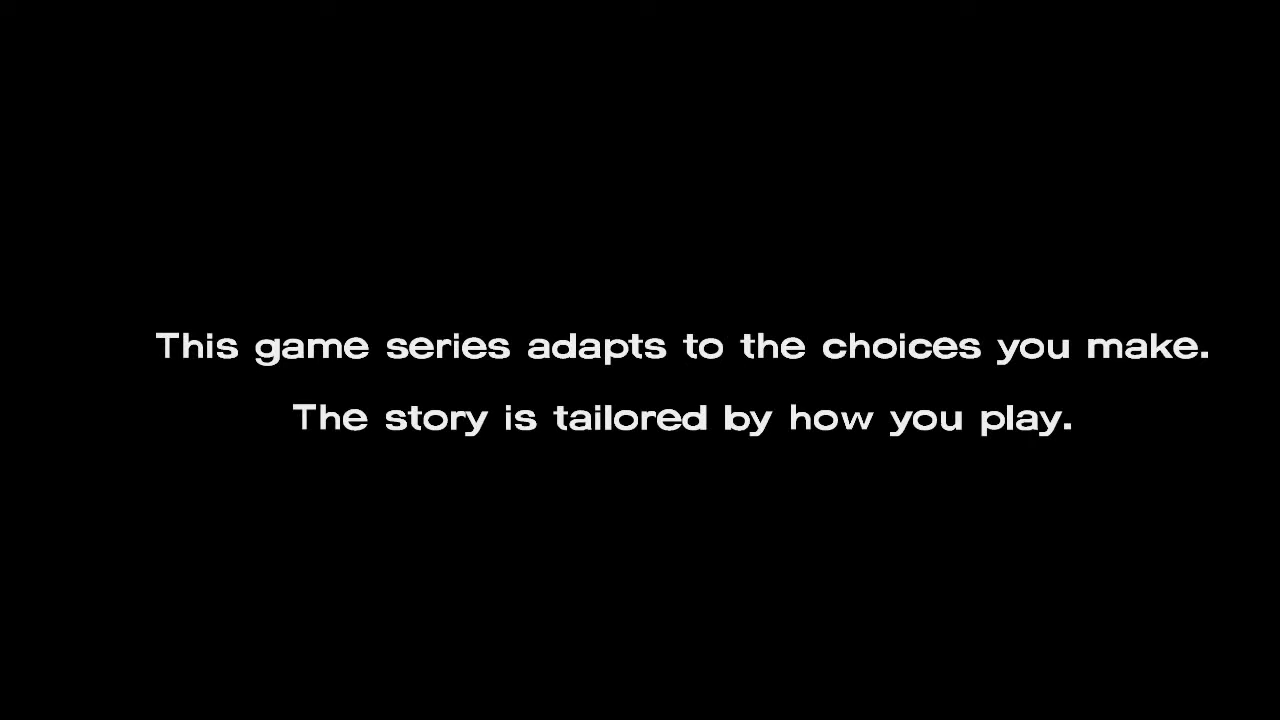 This game series adapts to the choices you make.
The story is tailored by how you play.